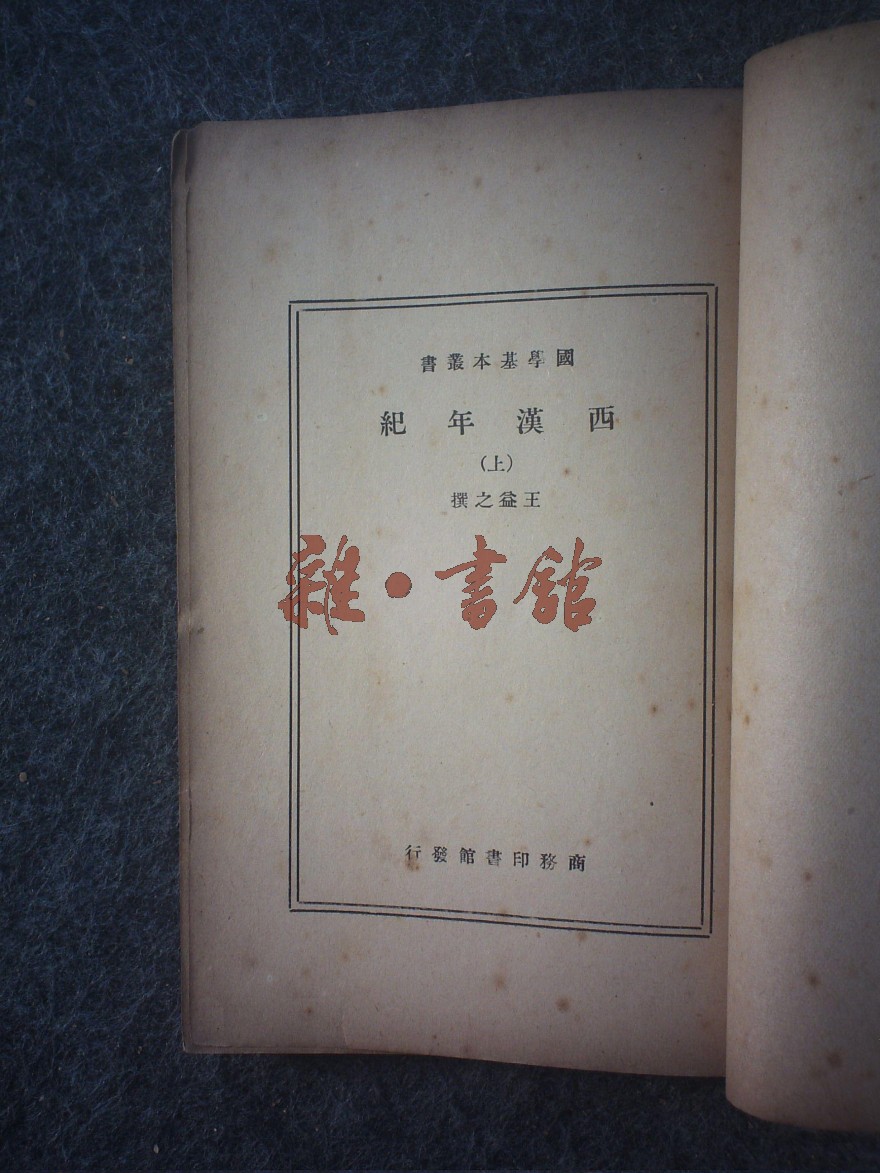 國學基本叢書
西漢年紀
(上)
王益之撰
雜·書館
商務印書館發行